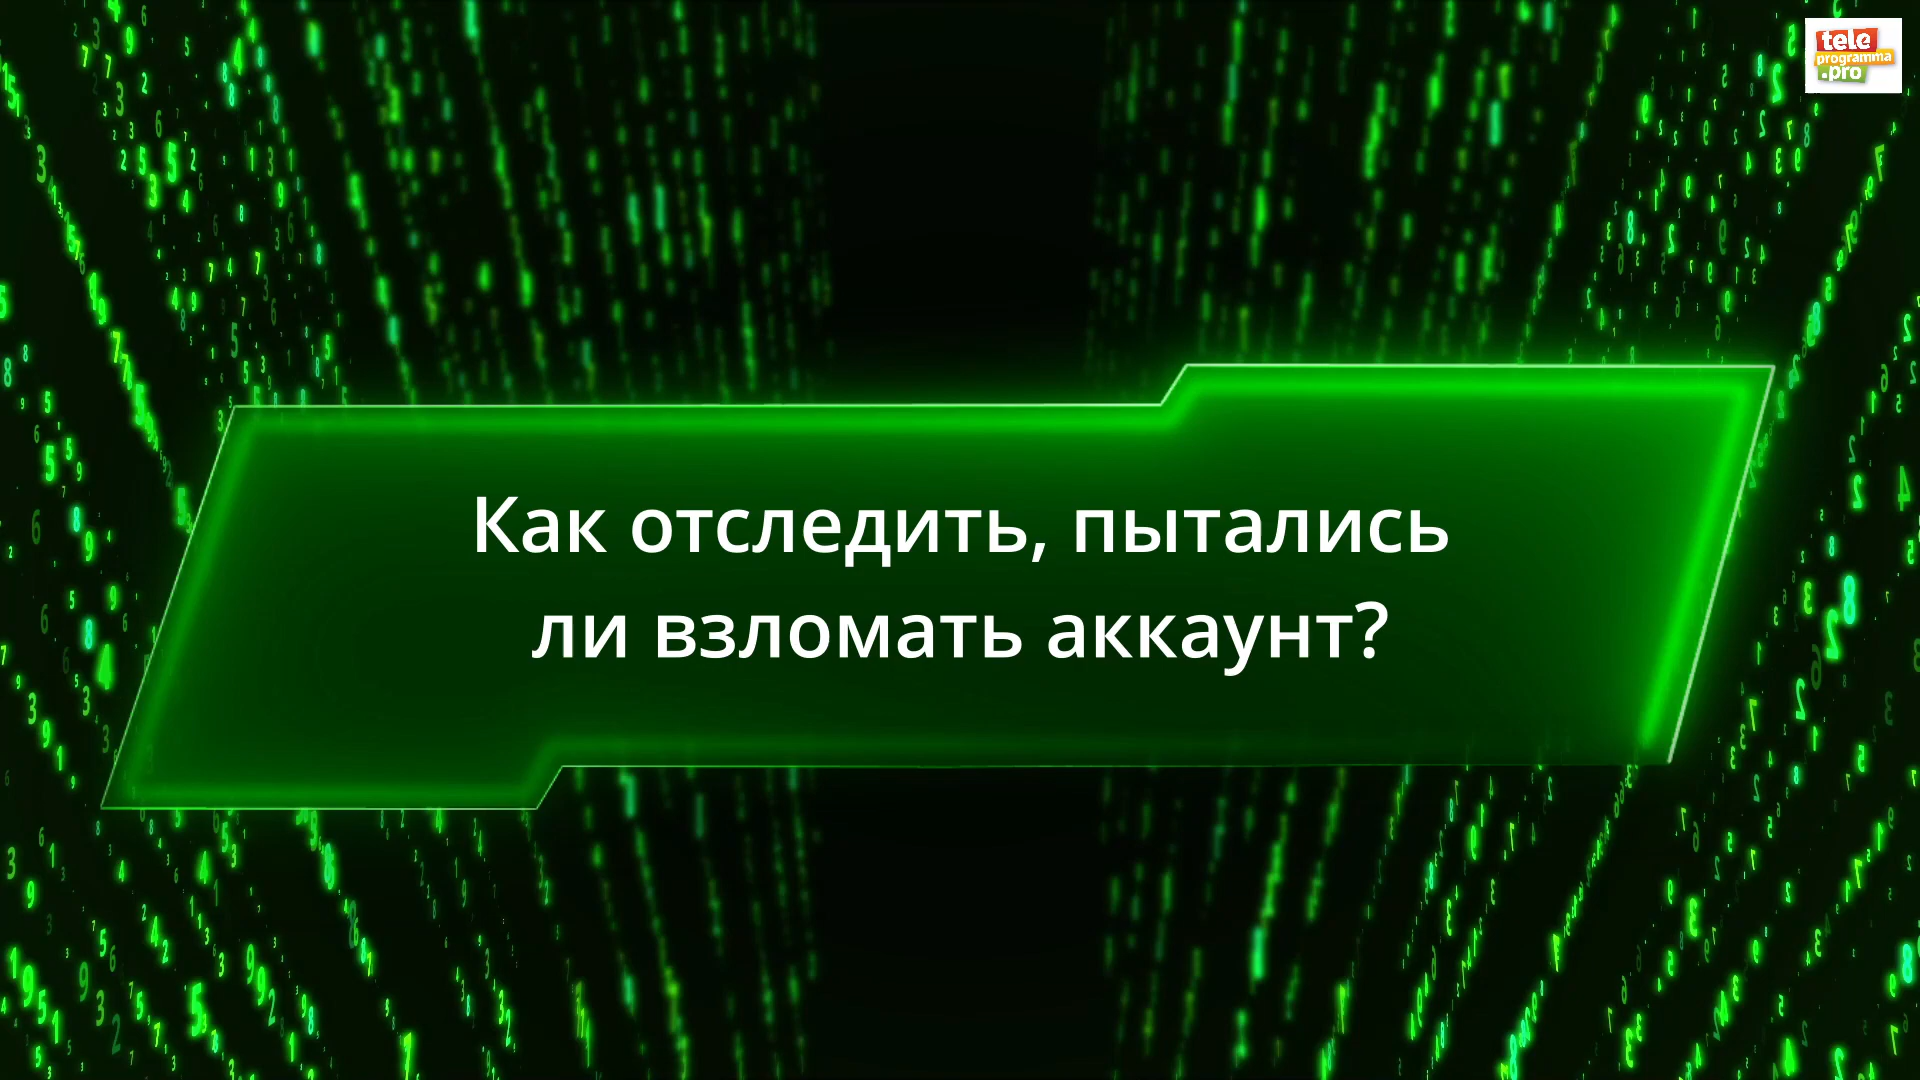 tele
programma
.pro
Как отследить, пытались
ли взломать аккаунт?